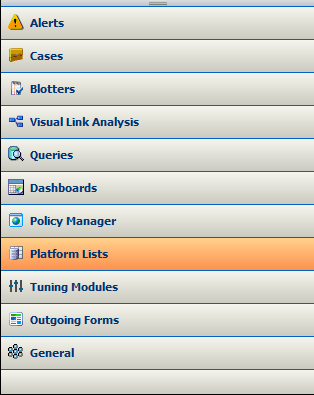 Alerts
Cases
Blotters
Visual Link Analysis
Queries
Dashboards
Policy Manager
Platform Lists
Tuning Modules
Outgoing Forms
General